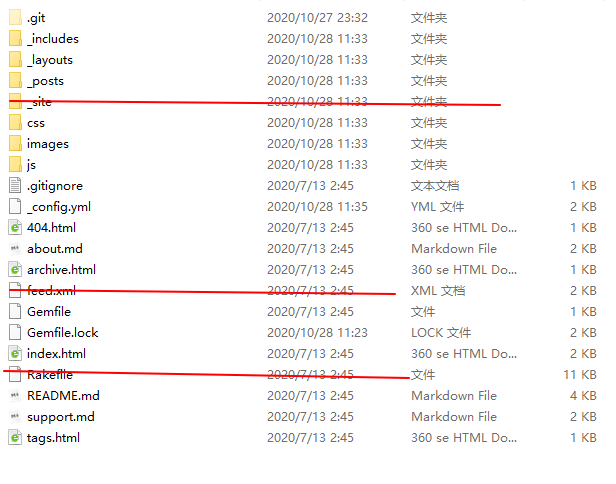 .git 2020/10/27 23:32 文件夹
_includes 2020/10/28 11:33 文件夹
_layouts 2020/10/28 11:33 文件夹
_posts 2020/10/28 11:33 文件夹
_site 2020/10/28 11:33 文件夹
css 2020/10/28 11:33 文件夹
images 2020/10/28 11:33 文件夹
js 2020/10/28 11:33 文件夹
.gitignore 2020/7/13 2:45 文本文档 1 KB
_config.yml 2020/10/28 11:35 YML 文件 2 KB
404.html 2020/7/13 2:45 360 se HTML Do... 2 KB
about.md 2020/7/13 2:45 Markdown File 2 KB
archive.html 2020/7/13 2:45 360 se HTML Do... 1 KB
feed.xml 2020/7/13 2:45 XML 文档 2 KB
Gemfile 2020/7/13 2:45 文件 1 KB
Gemfile.lock 2020/10/28 11:23 LOCK 文件 2 KB
index.html 2020/7/13 2:45 360 se HTML Do... 2 KB
Rakefile 2020/7/13 2:45 文件 11 KB
README.md 2020/7/13 2:45 Markdown File 4 KB
support.md 2020/7/13 2:45 Markdown File 2 KB
tags.html 2020/7/13 2:45 360 se HTML Do... 1 KB